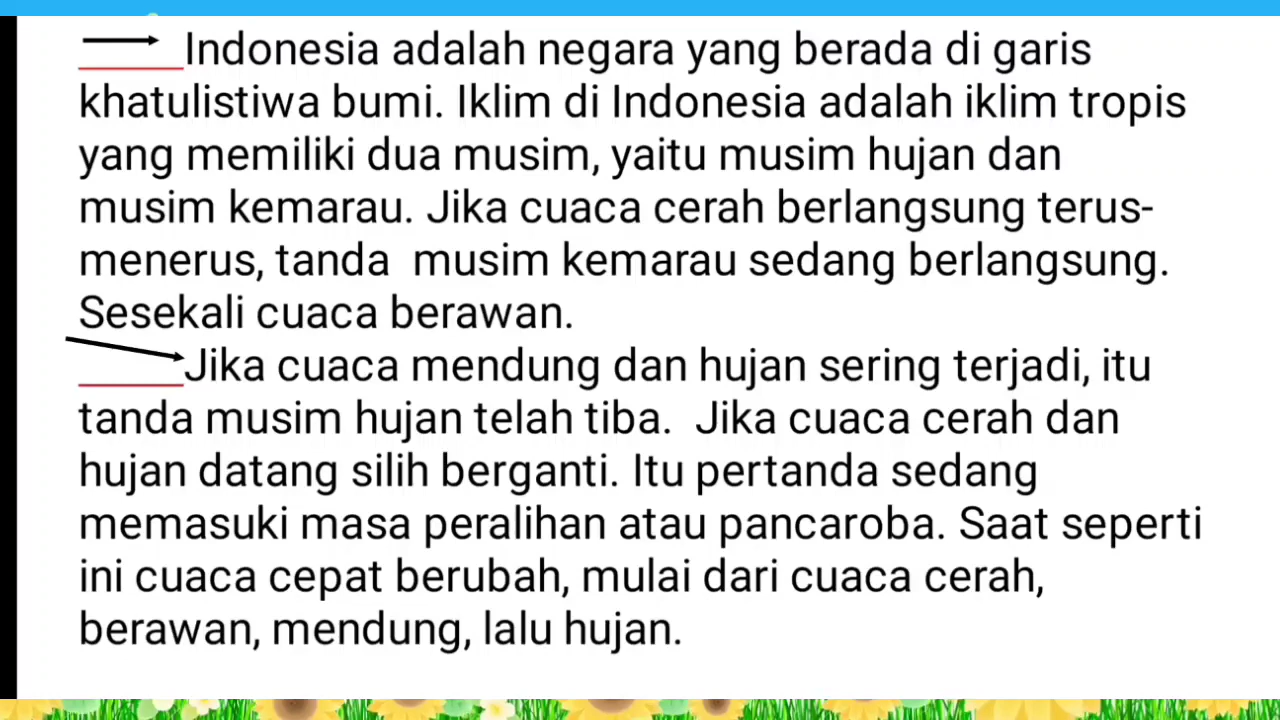 Indonesia adalah negara yang berada di garis
khatulistiwa bumi. Iklim di Indonesia adalah iklim tropis
yang memiliki dua musim, yaitu musim hujan dan
musim kemarau. Jika cuaca cerah berlangsung terus-
menerus, tanda  musim kemarau sedang berlangsung.
Sesekali cuaca berawan.
Jika cuaca mendung dan hujan sering terjadi, itu
tanda musim hujan telah tiba.  Jika cuaca cerah dan
hujan datang silih berganti. Itu pertanda sedang
memasuki masa peralihan atau pancaroba. Saat seperti
ini cuaca cepat berubah, mulai dari cuaca cerah,
berawan, mendung, lalu hujan.